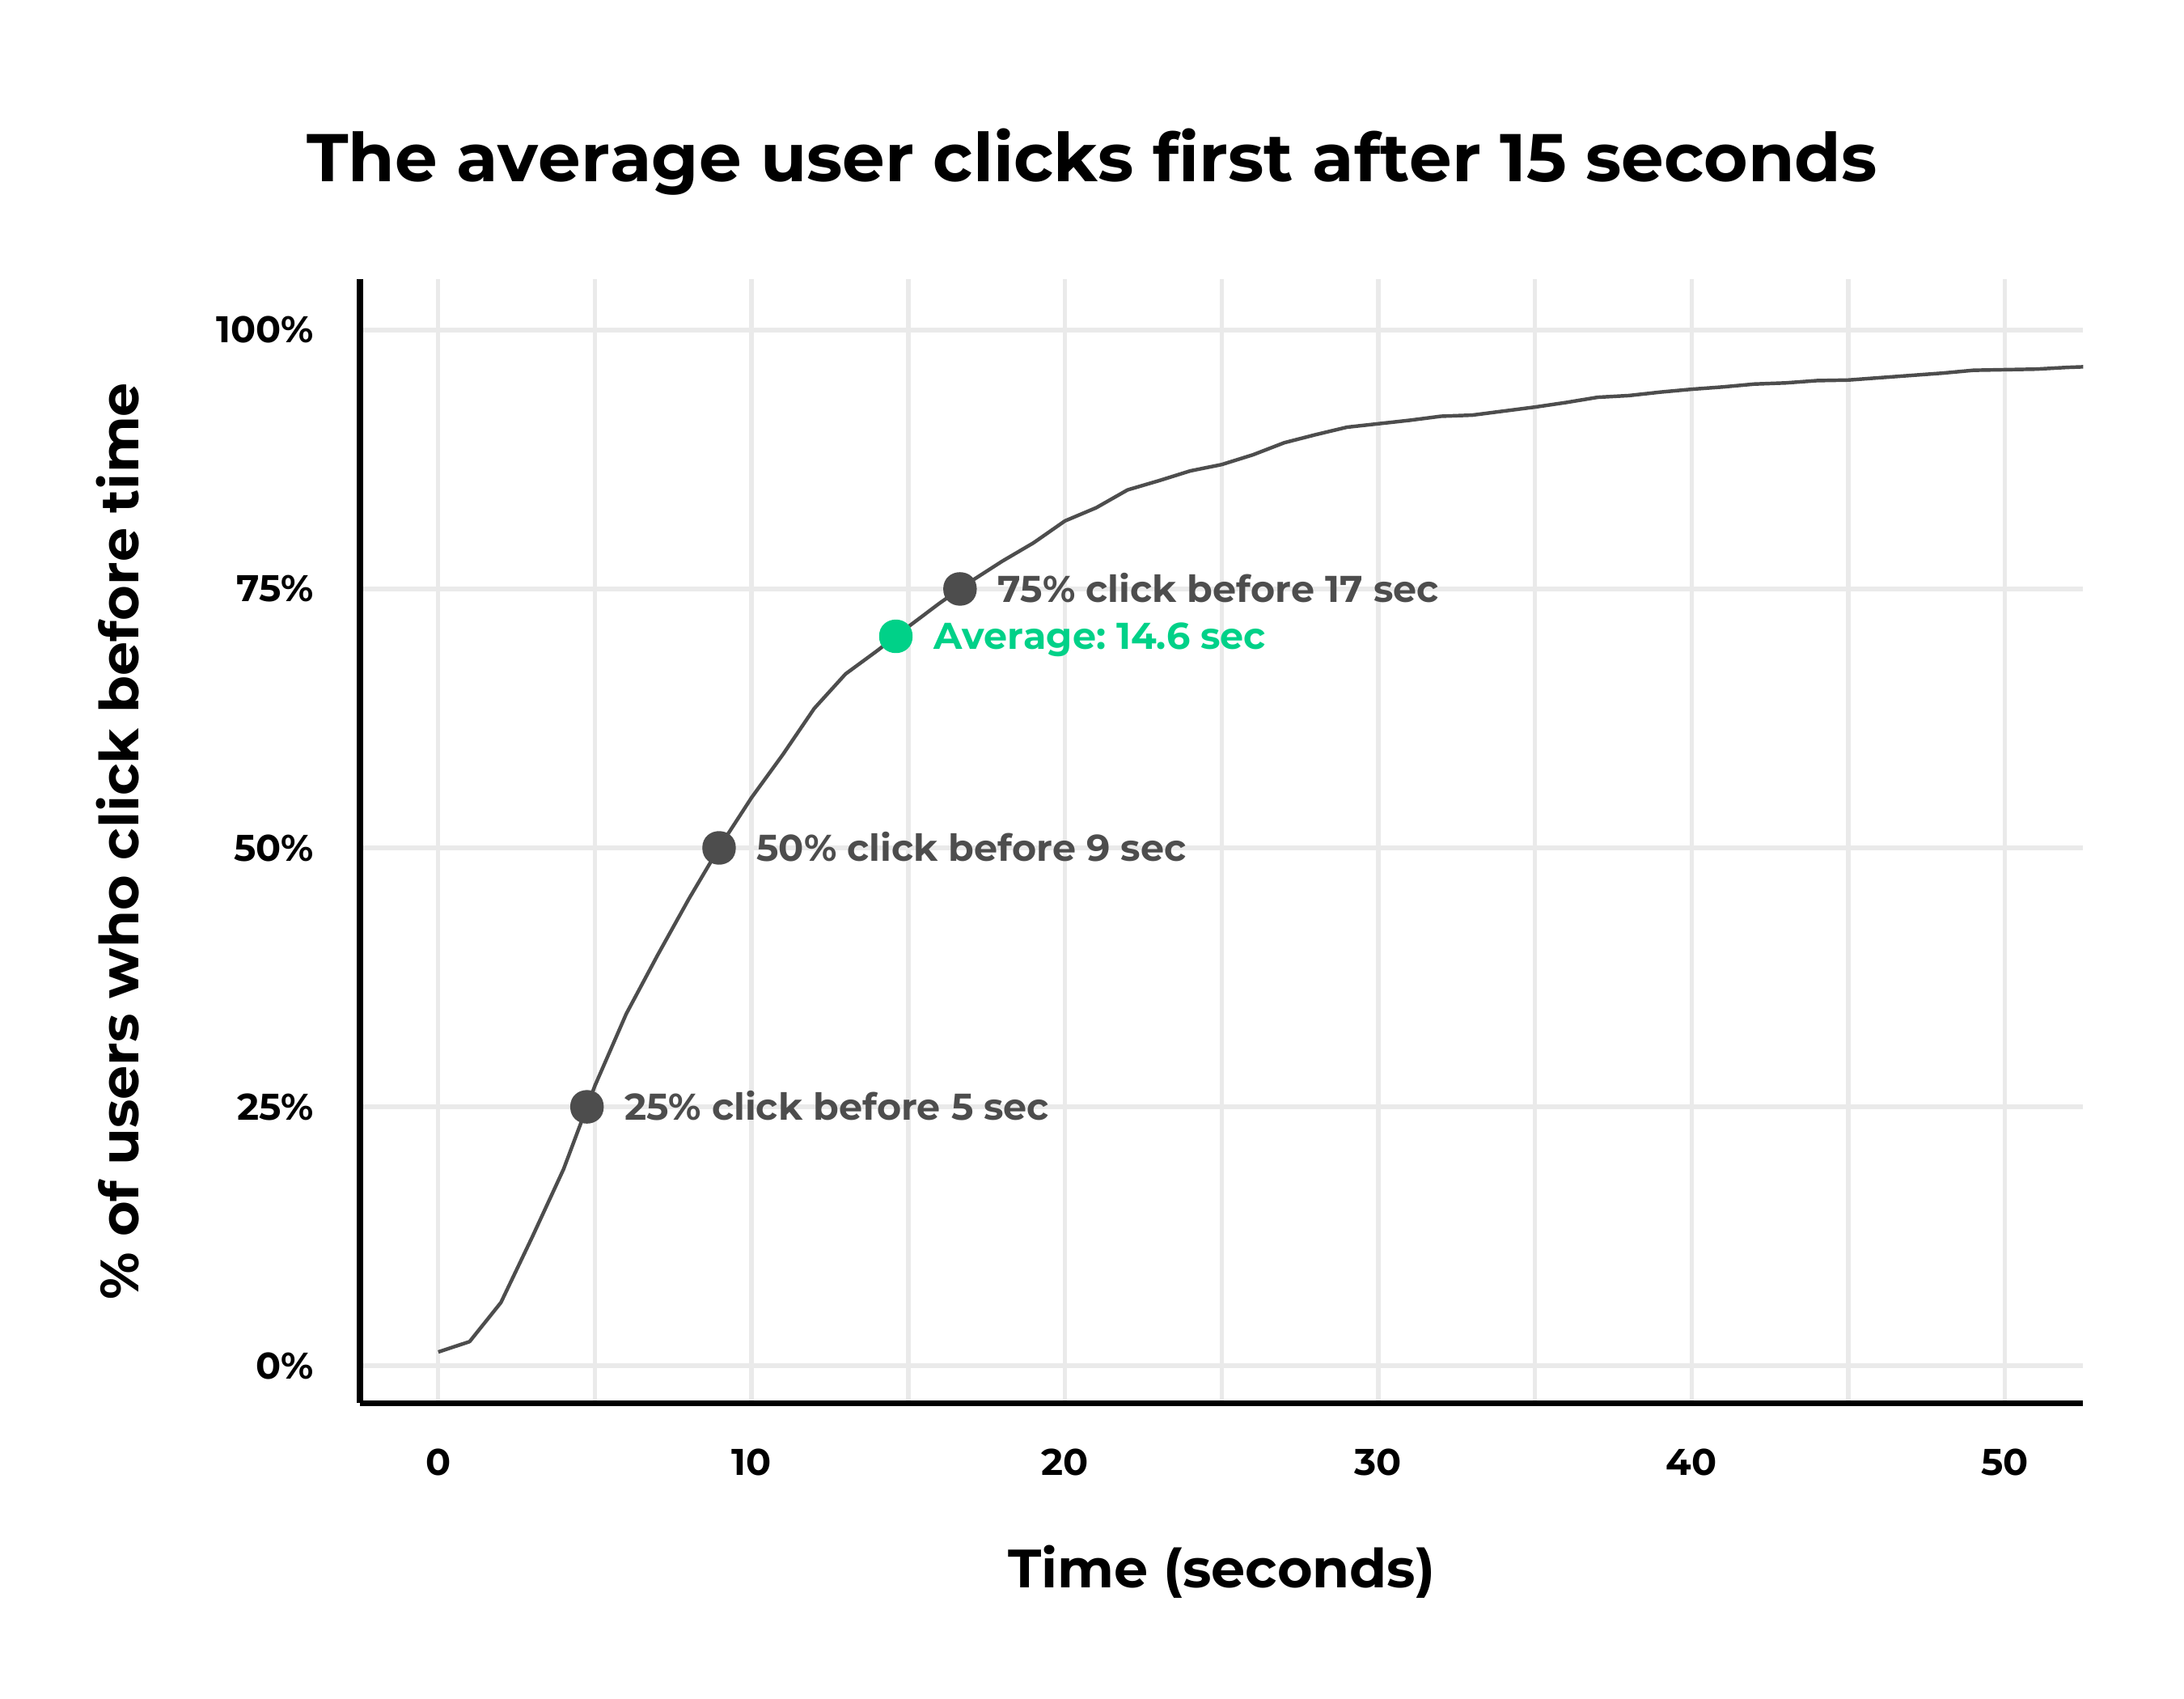 The average user clicks first after 15 seconds
% of users who click before time
100%
75%
50%
25%
0%
75% click before 17 sec
Average: 14.6 sec
50% click before 9 sec
25% click before 5 sec
0 10 20 30 40 50
Time (seconds)